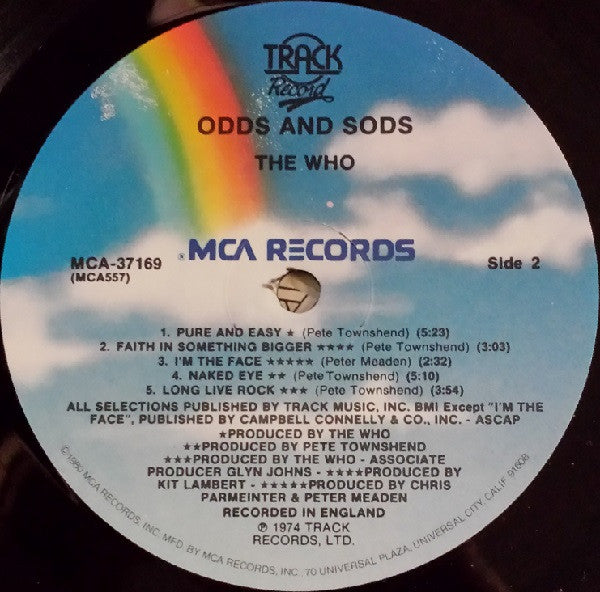 TRACK
Record
ODDS AND SODS
THE WHO
MCA RECORDS
MCA-37169
(MCA557)
Side 2
1. PURE AND EASY ★ (Pete Townshend) (5:23)
2. FAITH IN SOMETHING BIGGER ★★★★ (Pete Townshend) (3:03)
3. I'M THE FACE ★★★★★ (Peter Meaden) (2:32)
4. NAKED EYE ★★ (Pete Townshend) (5:10)
5. LONG LIVE ROCK ★★★ (Pete Townshend) (3:54)
ALL SELECTIONS PUBLISHED BY TRACK MUSIC, INC. BMI Except "I'M THE
FACE", PUBLISHED BY CAMPBELL CONNELLY & CO., INC. - ASCAP
★PRODUCED BY THE WHO
★★PRODUCED BY PETE TOWNSHEND
★★★PRODUCED BY THE WHO - ASSOCIATE
PRODUCER GLYN JOHNS - ★★★★PRODUCED BY
KIT LAMBERT - ★★★★★PRODUCED BY CHRIS
PARMEINTER & PETER MEADEN
RECORDED IN ENGLAND
℗ 1974 TRACK
RECORDS, LTD.
©1980 MCA RECORDS, INC. MFD. BY MCA RECORDS, INC., 70 UNIVERSAL PLAZA, UNIVERSAL CITY, CALIF. 91608